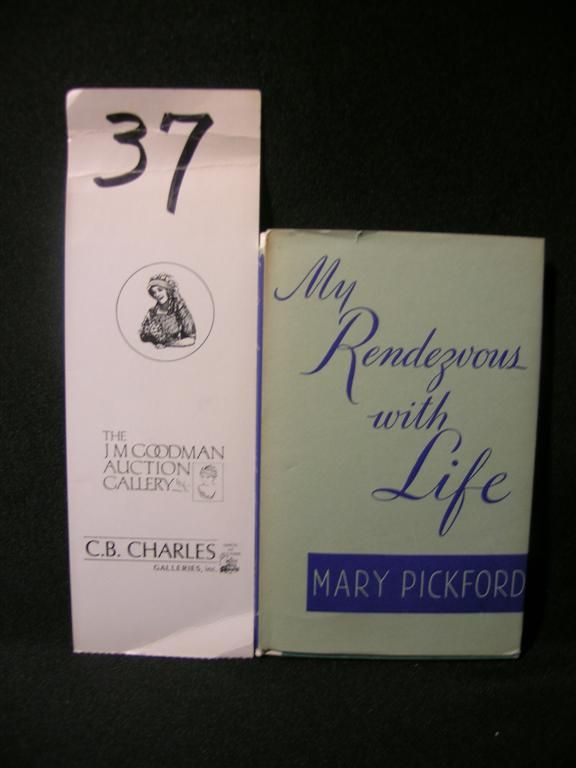 37
THE
J M GOODMAN
AUCTION
GALLERY
C.B. CHARLES
GALLERIES, INC.
My
Rendezvous
with
Life
MARY PICKFORD